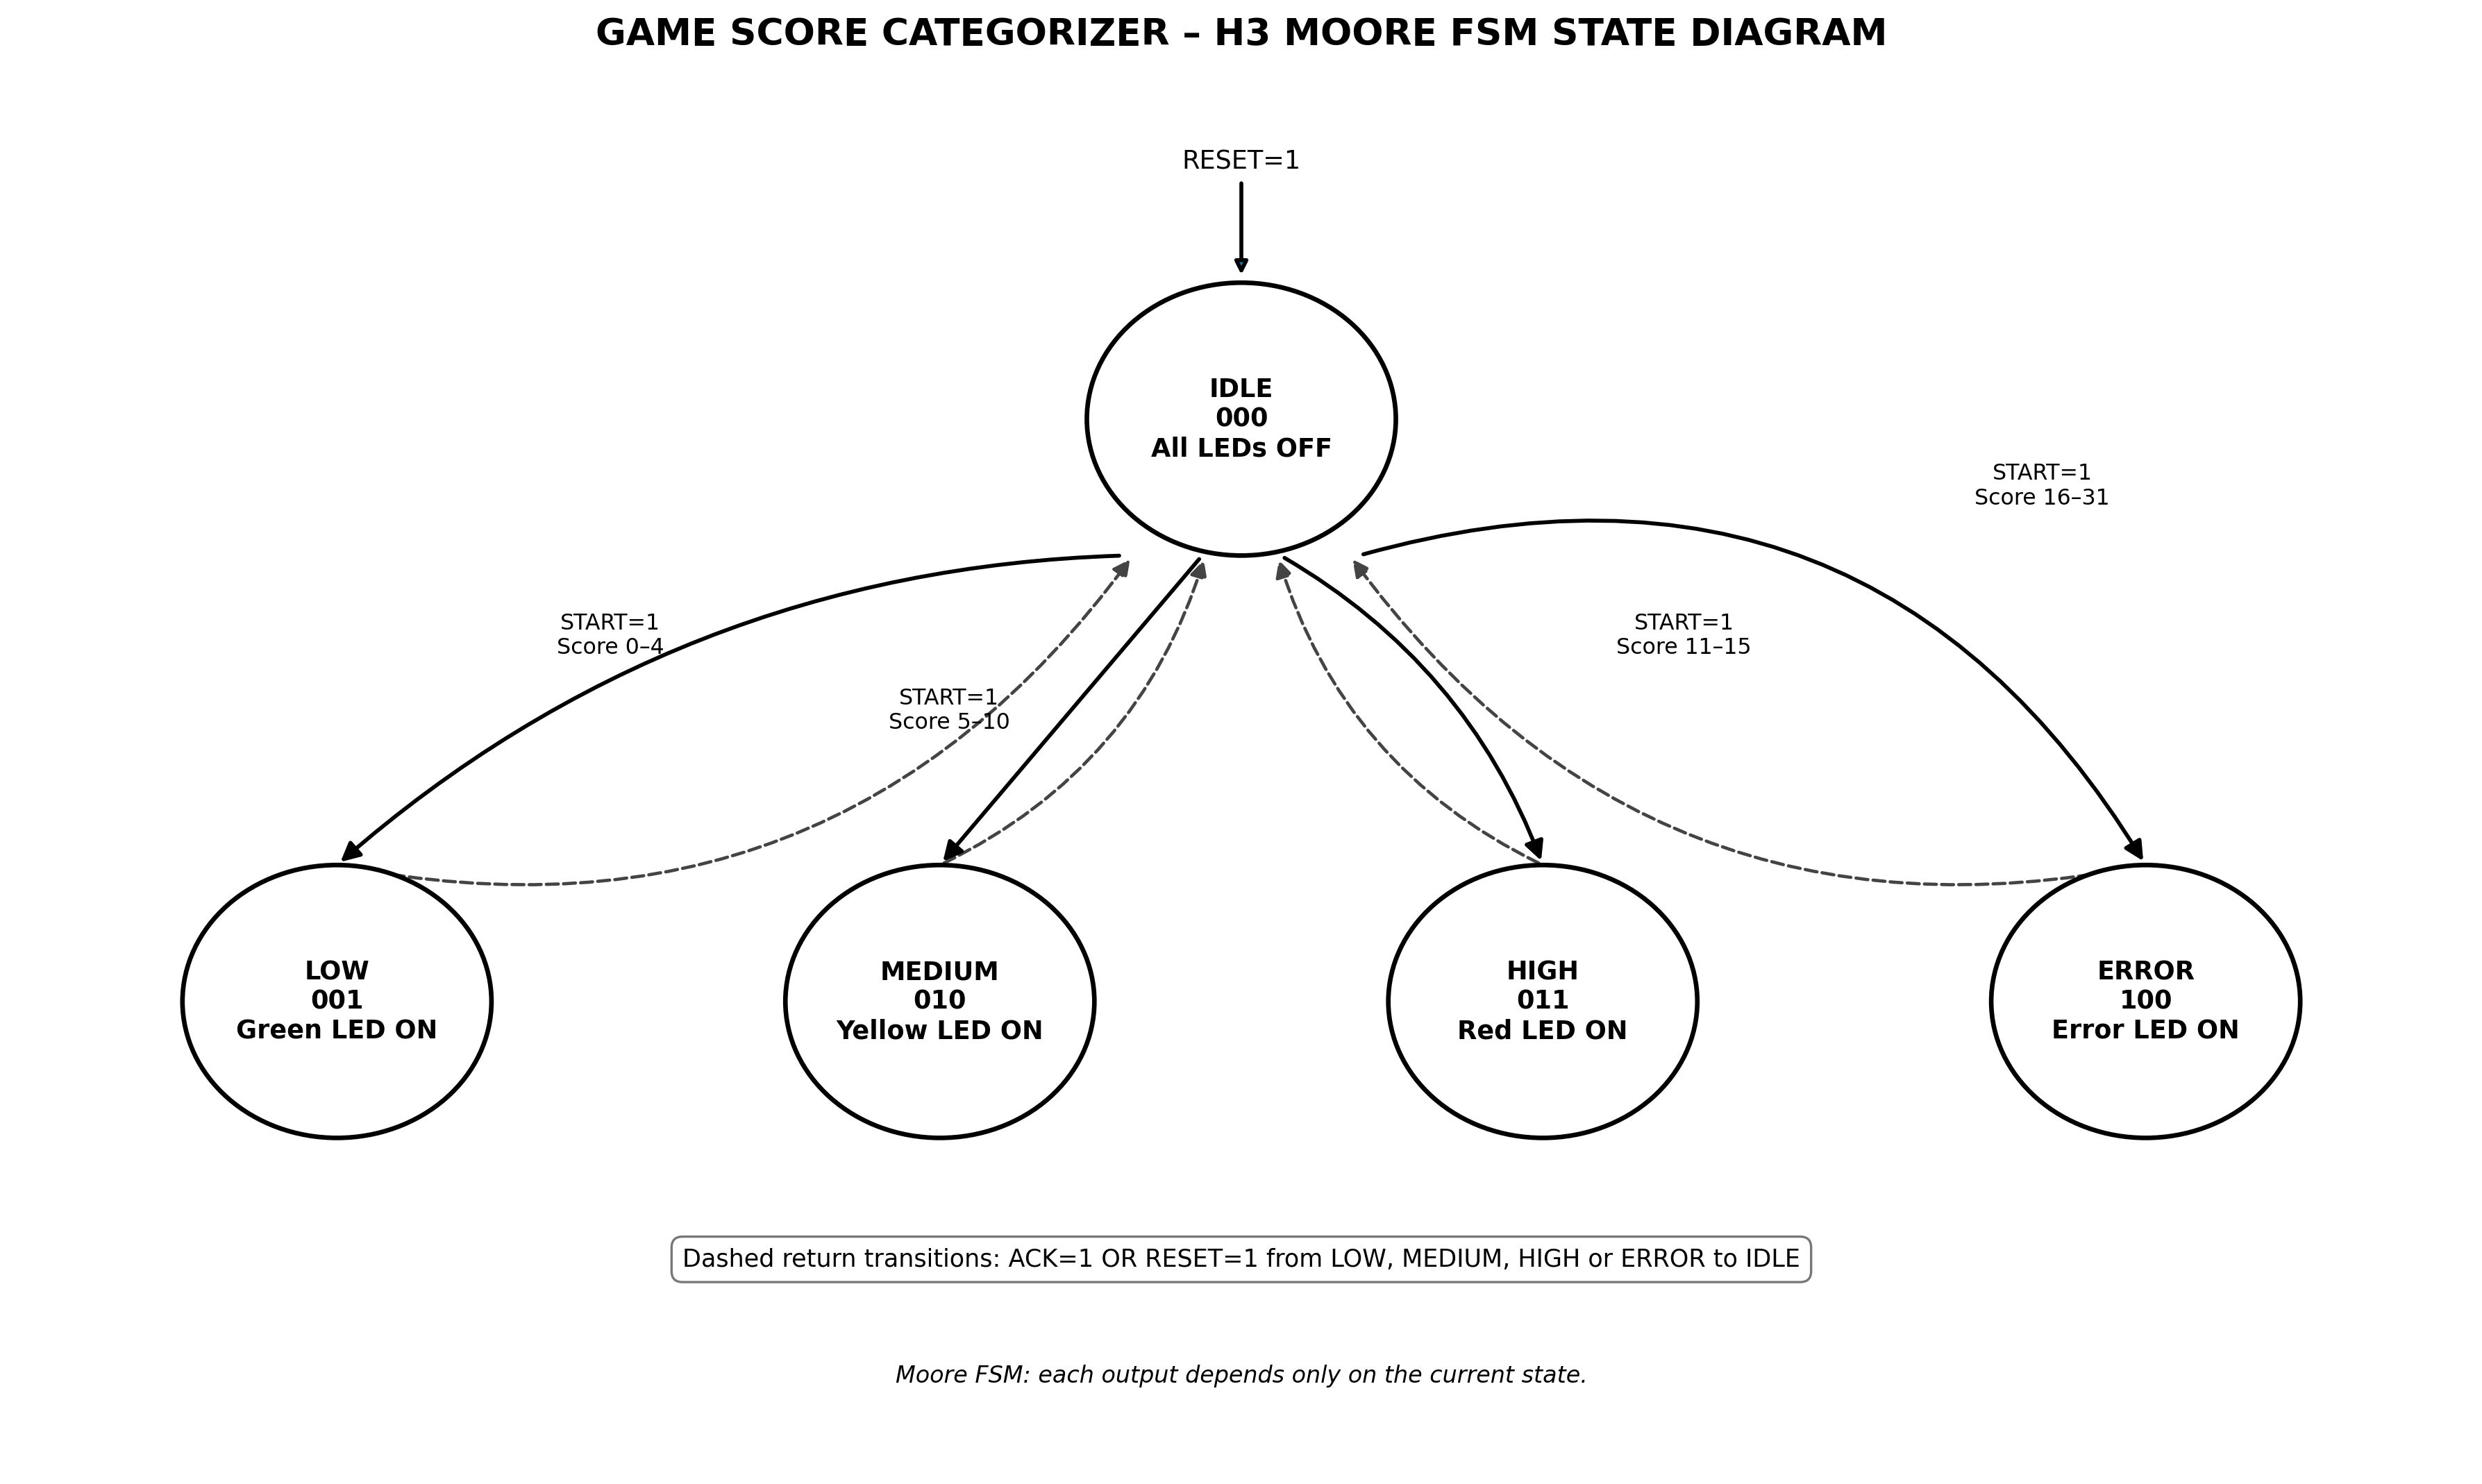 GAME SCORE CATEGORIZER – H3 MOORE FSM STATE DIAGRAM
RESET=1
IDLE
000
All LEDs OFF
START=1
Score 16–31
START=1
Score 0–4
START=1
Score 11–15
START=1
Score 5–10
LOW
001
Green LED ON
MEDIUM
010
Yellow LED ON
HIGH
011
Red LED ON
ERROR
100
Error LED ON
Dashed return transitions: ACK=1 OR RESET=1 from LOW, MEDIUM, HIGH or ERROR to IDLE
Moore FSM: each output depends only on the current state.